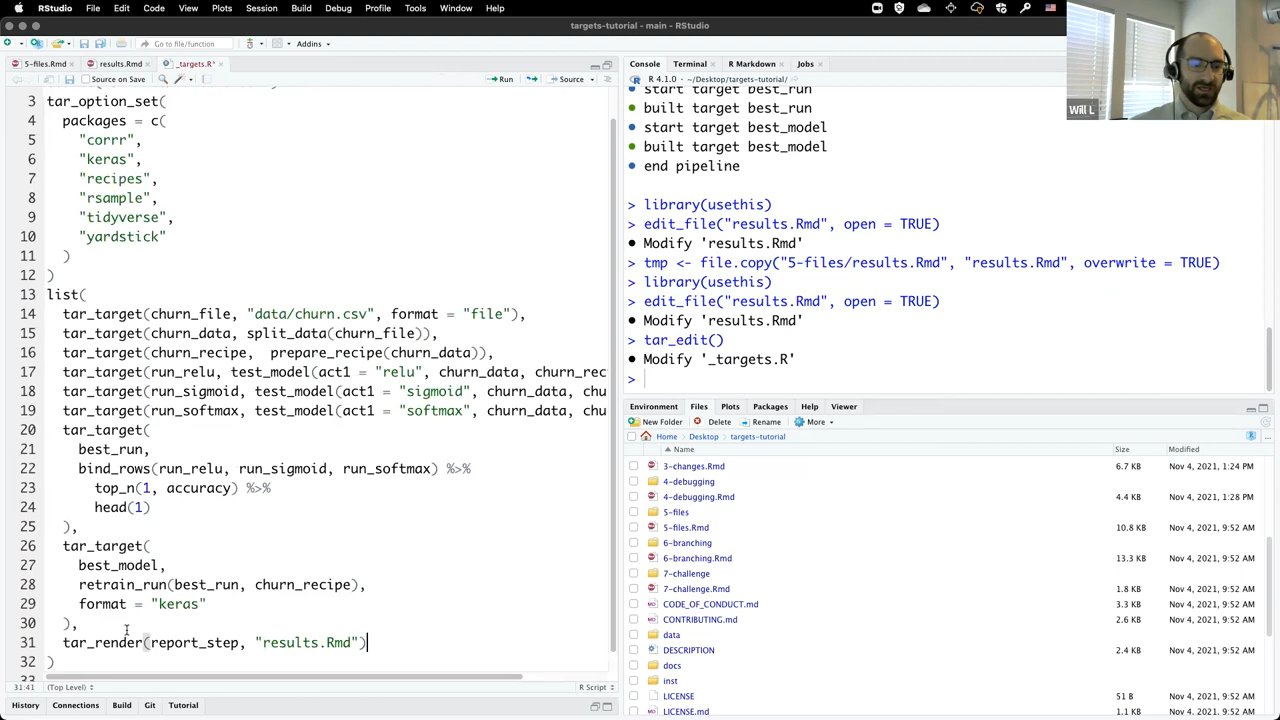 RStudio File Edit Code View Plots Session Build Debug Profile Tools Window Help
targets-tutorial - main - RStudio
Go to file/function Addins
5-files.Rmd results.Rmd _targets.R*
Source on Save Run Source
3 tar_option_set(
4 packages = c(
5 "corrr",
6 "keras",
7 "recipes",
8 "rsample",
9 "tidyverse",
10 "yardstick"
11 )
12 )
13 list(
14 tar_target(churn_file, "data/churn.csv", format = "file"),
15 tar_target(churn_data, split_data(churn_file)),
16 tar_target(churn_recipe, prepare_recipe(churn_data)),
17 tar_target(run_relu, test_model(act1 = "relu", churn_data, churn_rec
18 tar_target(run_sigmoid, test_model(act1 = "sigmoid", churn_data, chu
19 tar_target(run_softmax, test_model(act1 = "softmax", churn_data, chu
20 tar_target(
21 best_run,
22 bind_rows(run_relu, run_sigmoid, run_softmax) %>%
23 top_n(1, accuracy) %>%
24 head(1)
25 ),
26 tar_target(
27 best_model,
28 retrain_run(best_run, churn_recipe),
29 format = "keras"
30 ),
31 tar_render(report_step, "results.Rmd")
32 )
33
31:41 (Top Level) R Script
History Connections Build Git Tutorial
Console Terminal R Markdown Jobs
R 4.1.0 · ~/Desktop/targets-tutorial/
start target best_run
built target best_run
start target best_model
built target best_model
end pipeline
> library(usethis)
> edit_file("results.Rmd", open = TRUE)
● Modify 'results.Rmd'
> tmp <- file.copy("5-files/results.Rmd", "results.Rmd", overwrite = TRUE)
> library(usethis)
> edit_file("results.Rmd", open = TRUE)
● Modify 'results.Rmd'
> tar_edit()
● Modify '_targets.R'
>
Environment Files Plots Packages Help Viewer
New Folder Delete Rename More
Home Desktop targets-tutorial
Name Size Modified
3-changes.Rmd 6.7 KB Nov 4, 2021, 1:24 PM
4-debugging
4-debugging.Rmd 4.4 KB Nov 4, 2021, 1:28 PM
5-files
5-files.Rmd 10.8 KB Nov 4, 2021, 9:52 AM
6-branching
6-branching.Rmd 13.3 KB Nov 4, 2021, 9:52 AM
7-challenge
7-challenge.Rmd 1.8 KB Nov 4, 2021, 9:52 AM
CODE_OF_CONDUCT.md 3.3 KB Nov 4, 2021, 9:52 AM
CONTRIBUTING.md 2.6 KB Nov 4, 2021, 9:52 AM
data
DESCRIPTION 2.4 KB Nov 4, 2021, 9:52 AM
docs
inst
LICENSE 51 B Nov 4, 2021, 9:52 AM
LICENSE.md 1.1 KB Nov 4, 2021, 9:52 AM
Will L